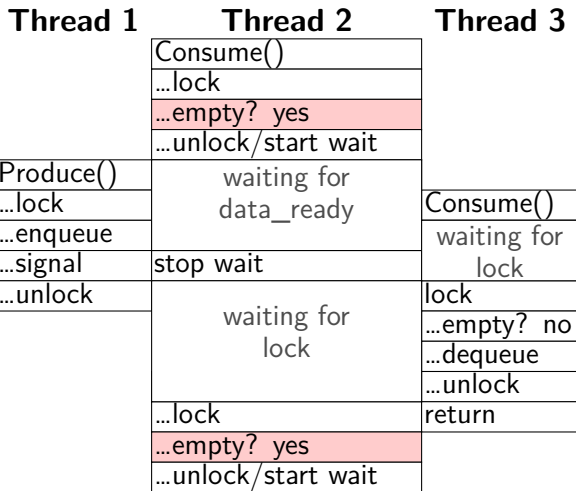 Thread 1 Thread 2 Thread 3
Consume()
...lock
...empty? yes
...unlock/start wait
Produce() waiting for
...lock data_ready Consume()
...enqueue waiting for
...signal stop wait lock
...unlock lock
waiting for ...empty? no
lock ...dequeue
...unlock
...lock return
...empty? yes
...unlock/start wait